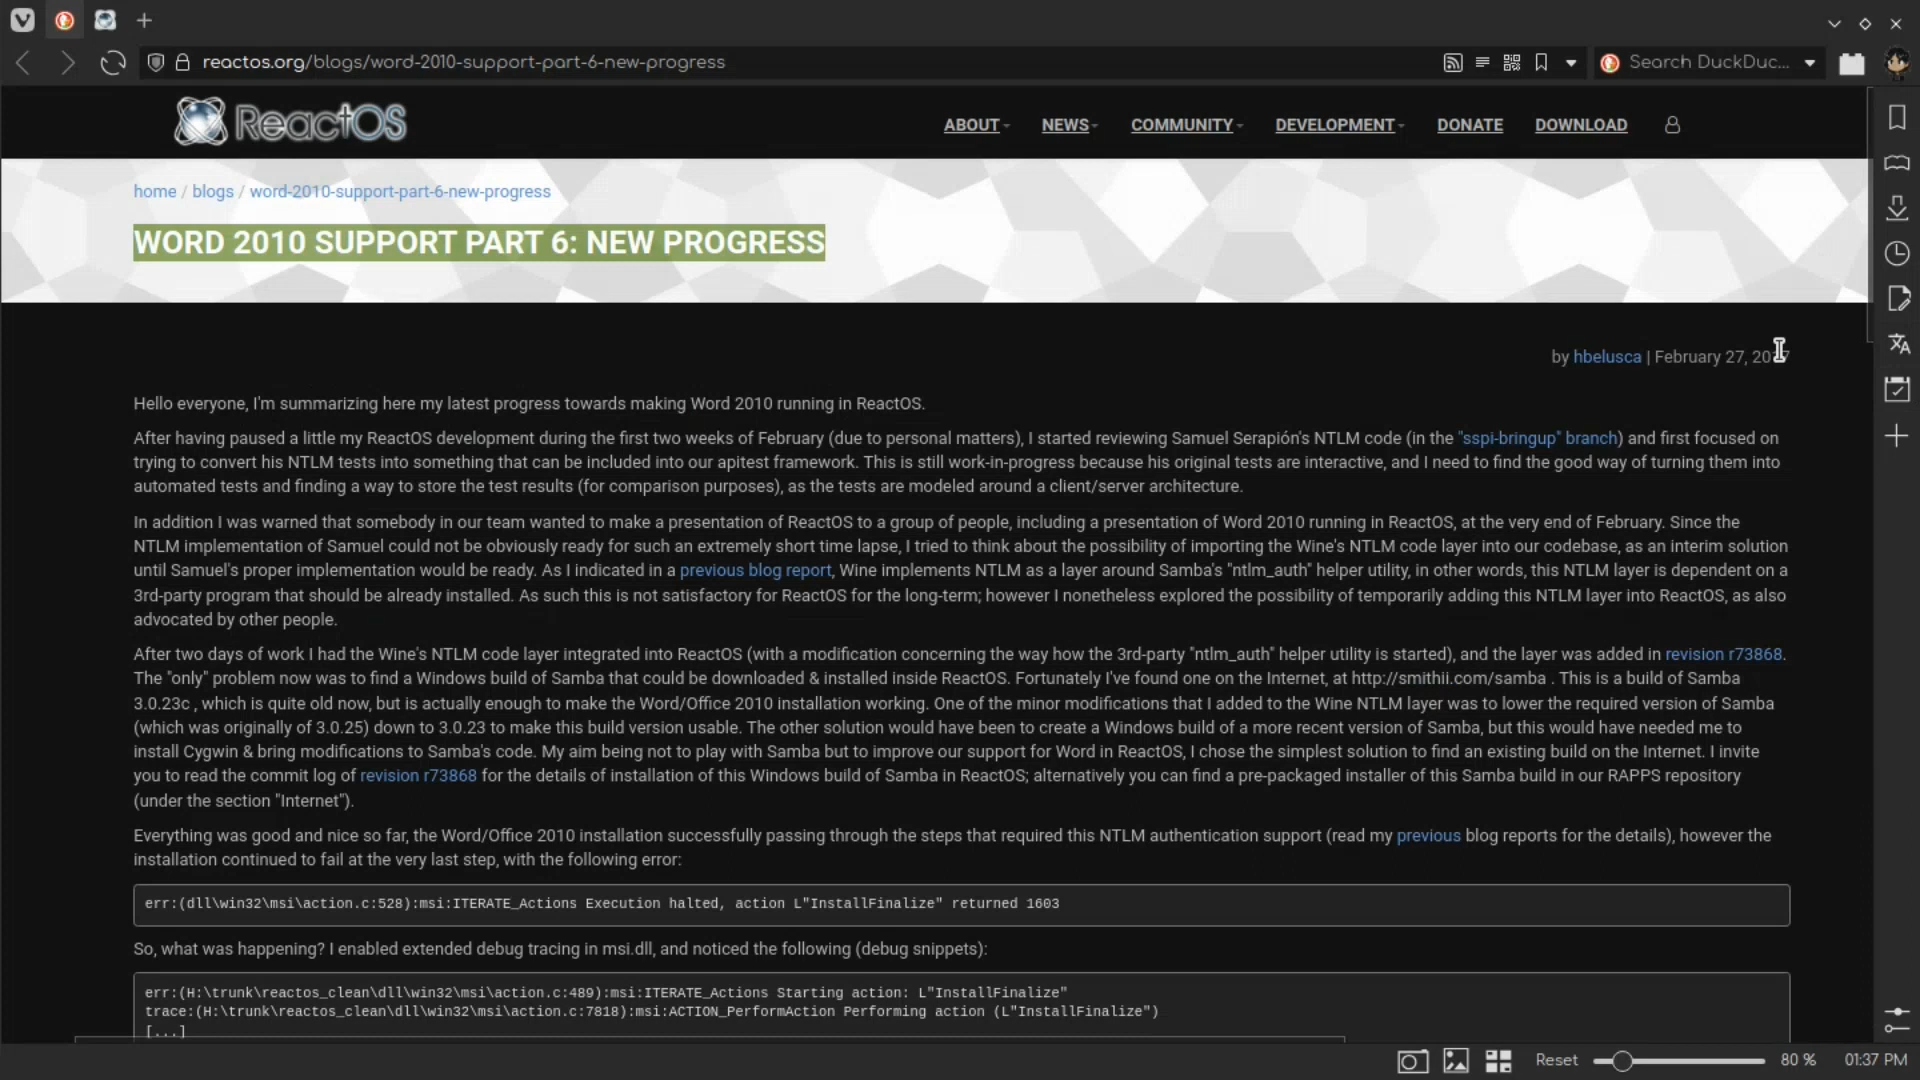 reactos.org/blogs/word-2010-support-part-6-new-progress
Search DuckDuc...
ReactOS
ABOUT
NEWS
COMMUNITY
DEVELOPMENT
DONATE
DOWNLOAD
home / blogs / word-2010-support-part-6-new-progress
WORD 2010 SUPPORT PART 6: NEW PROGRESS
by hbelusca | February 27,
Hello everyone, I'm summarizing here my latest progress towards making Word 2010 running in ReactOS.
After having paused a little my ReactOS development during the first two weeks of February (due to personal matters), I started reviewing Samuel Serapión's NTLM code (in the "sspi-bringup" branch) and first focused on
trying to convert his NTLM tests into something that can be included into our apitest framework. This is still work-in-progress because his original tests are interactive, and I need to find the good way of turning them into
automated tests and finding a way to store the test results (for comparison purposes), as the tests are modeled around a client/server architecture.
In addition I was warned that somebody in our team wanted to make a presentation of ReactOS to a group of people, including a presentation of Word 2010 running in ReactOS, at the very end of February. Since the
NTLM implementation of Samuel could not be obviously ready for such an extremely short time lapse, I tried to think about the possibility of importing the Wine's NTLM code layer into our codebase, as an interim solution
until Samuel's proper implementation would be ready. As I indicated in a previous blog report, Wine implements NTLM as a layer around Samba's "ntlm_auth" helper utility, in other words, this NTLM layer is dependent on a
3rd-party program that should be already installed. As such this is not satisfactory for ReactOS for the long-term; however I nonetheless explored the possibility of temporarily adding this NTLM layer into ReactOS, as also
advocated by other people.
After two days of work I had the Wine's NTLM code layer integrated into ReactOS (with a modification concerning the way how the 3rd-party "ntlm_auth" helper utility is started), and the layer was added in revision r73868.
The "only" problem now was to find a Windows build of Samba that could be downloaded & installed inside ReactOS. Fortunately I've found one on the Internet, at http://smithii.com/samba . This is a build of Samba
3.0.23c , which is quite old now, but is actually enough to make the Word/Office 2010 installation working. One of the minor modifications that I added to the Wine NTLM layer was to lower the required version of Samba
(which was originally of 3.0.25) down to 3.0.23 to make this build version usable. The other solution would have been to create a Windows build of a more recent version of Samba, but this would have needed me to
install Cygwin & bring modifications to Samba's code. My aim being not to play with Samba but to improve our support for Word in ReactOS, I chose the simplest solution to find an existing build on the Internet. I invite
you to read the commit log of revision r73868 for the details of installation of this Windows build of Samba in ReactOS; alternatively you can find a pre-packaged installer of this Samba build in our RAPPS repository
(under the section "Internet").
Everything was good and nice so far, the Word/Office 2010 installation successfully passing through the steps that required this NTLM authentication support (read my previous blog reports for the details), however the
installation continued to fail at the very last step, with the following error:
err:(dll\win32\msi\action.c:528):msi:ITERATE_Actions Execution halted, action L"InstallFinalize" returned 1603
So, what was happening? I enabled extended debug tracing in msi.dll, and noticed the following (debug snippets):
err:(H:\trunk\reactos_clean\dll\win32\msi\action.c:489):msi:ITERATE_Actions Starting action: L"InstallFinalize"
trace:(H:\trunk\reactos_clean\dll\win32\msi\action.c:7818):msi:ACTION_PerformAction Performing action (L"InstallFinalize")
[...]
Reset
80 %
01:37 PM